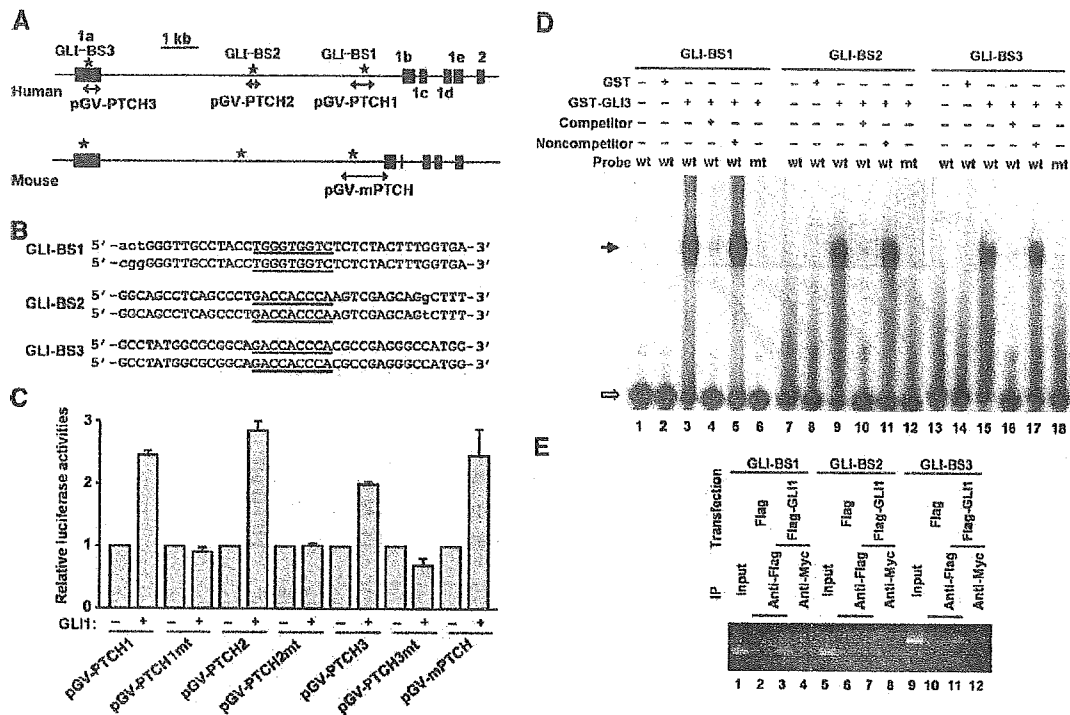 A
1a
GLI-BS3
1 kb
GLI-BS2
GLI-BS1
1b
1e
2
Human
pGV-PTCH3
pGV-PTCH2
pGV-PTCH1
1c
1d
Mouse
pGV-mPTCH
B
GLI-BS1
5'-actGGGTTGCCTACCTGGGTGGTCTCTCTACTTTGGTGA-3'
5'-cggGGGTTGCCTACCTGGGTGGTCTCTCTACTTTGGTGA-3'
GLI-BS2
5'-GGCAGCCTCAGCCCTGACCACCCAAGTCGAGCAGgCTTT-3'
5'-GGCAGCCTCAGCCCTGACCACCCAAGTCGAGCAGtCTTT-3'
GLI-BS3
5'-GCCTATGGCGCGGCAGACCACCCACGCCGAGGGCCATGG-3'
5'-GCCTATGGCGCGGCAGACCACCCACGCCGAGGGCCATGG-3'
C
Relative luciferase activities
3
2
1
0
GLI1: - + - + - + - + - + - + - +
pGV-PTCH1
pGV-PTCH1mt
pGV-PTCH2
pGV-PTCH2mt
pGV-PTCH3
pGV-PTCH3mt
pGV-mPTCH
D
GLI-BS1 GLI-BS2 GLI-BS3
GST - + - - - - - + - - - - - + - - - -
GST-GLI3 - - + + + + - - + + + + - - + + + +
Competitor - - - + - - - - - + - - - - - + - -
Noncompetitor - - - - + - - - - - + - - - - - + -
Probe wt wt wt wt wt mt wt wt wt wt wt mt wt wt wt wt wt mt
1 2 3 4 5 6 7 8 9 10 11 12 13 14 15 16 17 18
E
GLI-BS1 GLI-BS2 GLI-BS3
Transfection
Flag
Flag-GLI1
Flag
Flag-GLI1
Flag
Flag-GLI1
IP
Input
Anti-Flag
Anti-Myc
Input
Anti-Flag
Anti-Myc
Input
Anti-Flag
Anti-Myc
1 2 3 4 5 6 7 8 9 10 11 12